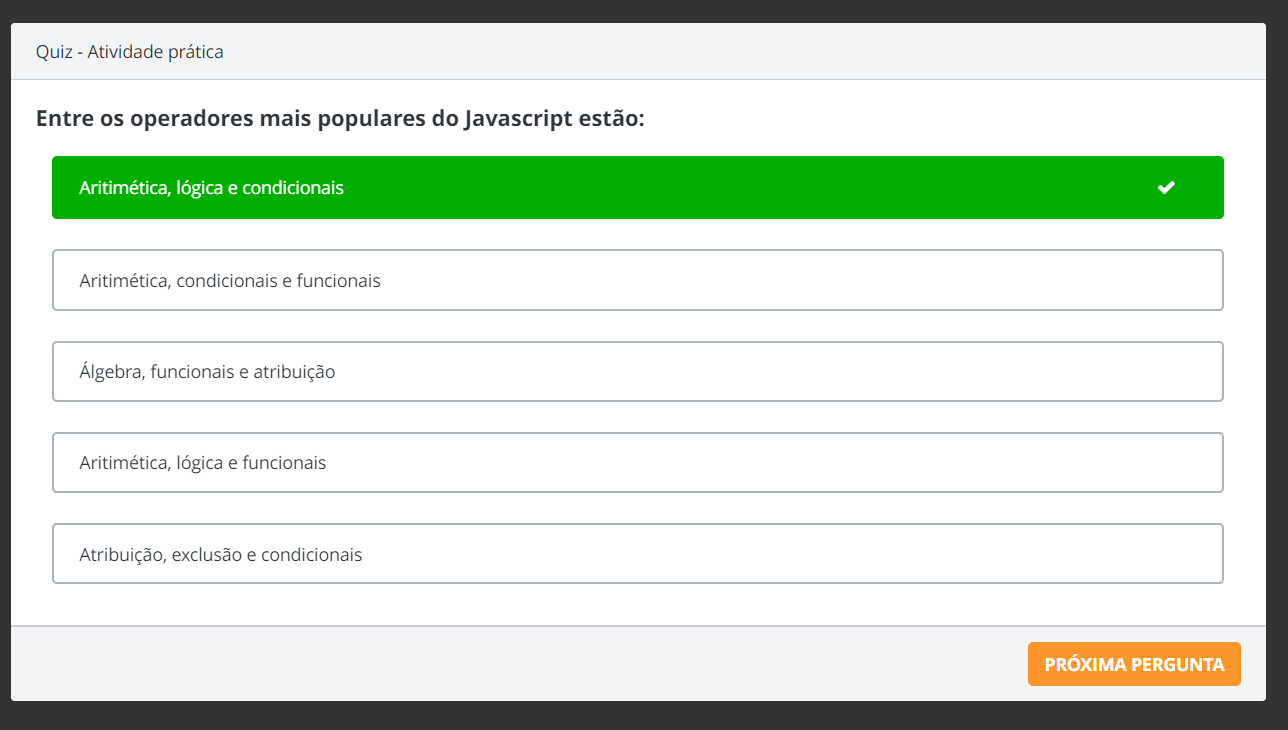 Quiz - Atividade prática
Entre os operadores mais populares do Javascript estão:
Aritimética, lógica e condicionais
Aritimética, condicionais e funcionais
Álgebra, funcionais e atribuição
Aritimética, lógica e funcionais
Atribuição, exclusão e condicionais
PRÓXIMA PERGUNTA